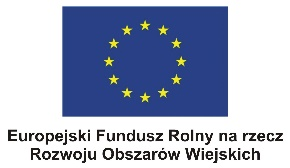 Europejski Fundusz Rolny na rzecz
Rozwoju Obszarów Wiejskich